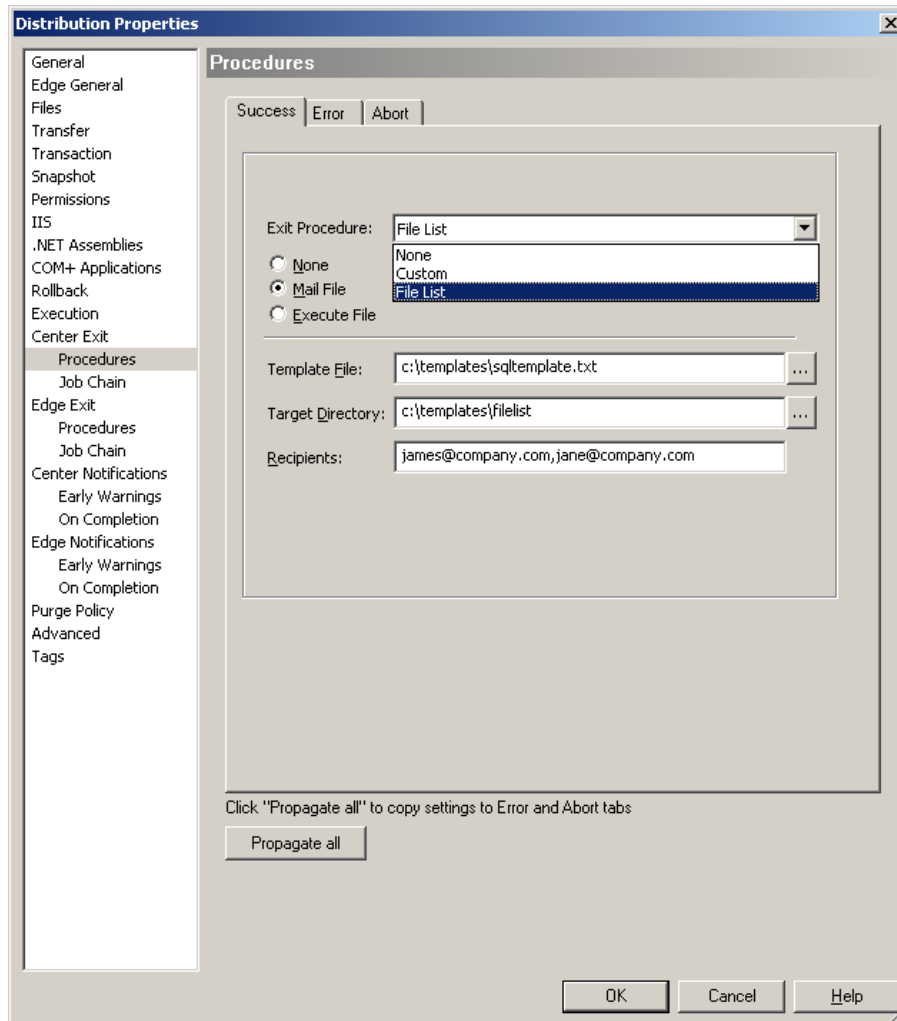 Distribution Properties
General
Edge General
Files
Transfer
Transaction
Snapshot
Permissions
IIS
.NET Assemblies
COM+ Applications
Rollback
Execution
Center Exit
Procedures
Job Chain
Edge Exit
Procedures
Job Chain
Center Notifications
Early Warnings
On Completion
Edge Notifications
Early Warnings
On Completion
Purge Policy
Advanced
Tags
Procedures
Success Error Abort
Exit Procedure: File List
None
Custom
File List
None
Mail File
Execute File
Template File: c:\templates\sqltemplate.txt ...
Target Directory: c:\templates\filelist ...
Recipients: james@company.com,jane@company.com
Click "Propagate all" to copy settings to Error and Abort tabs
Propagate all
OK Cancel Help